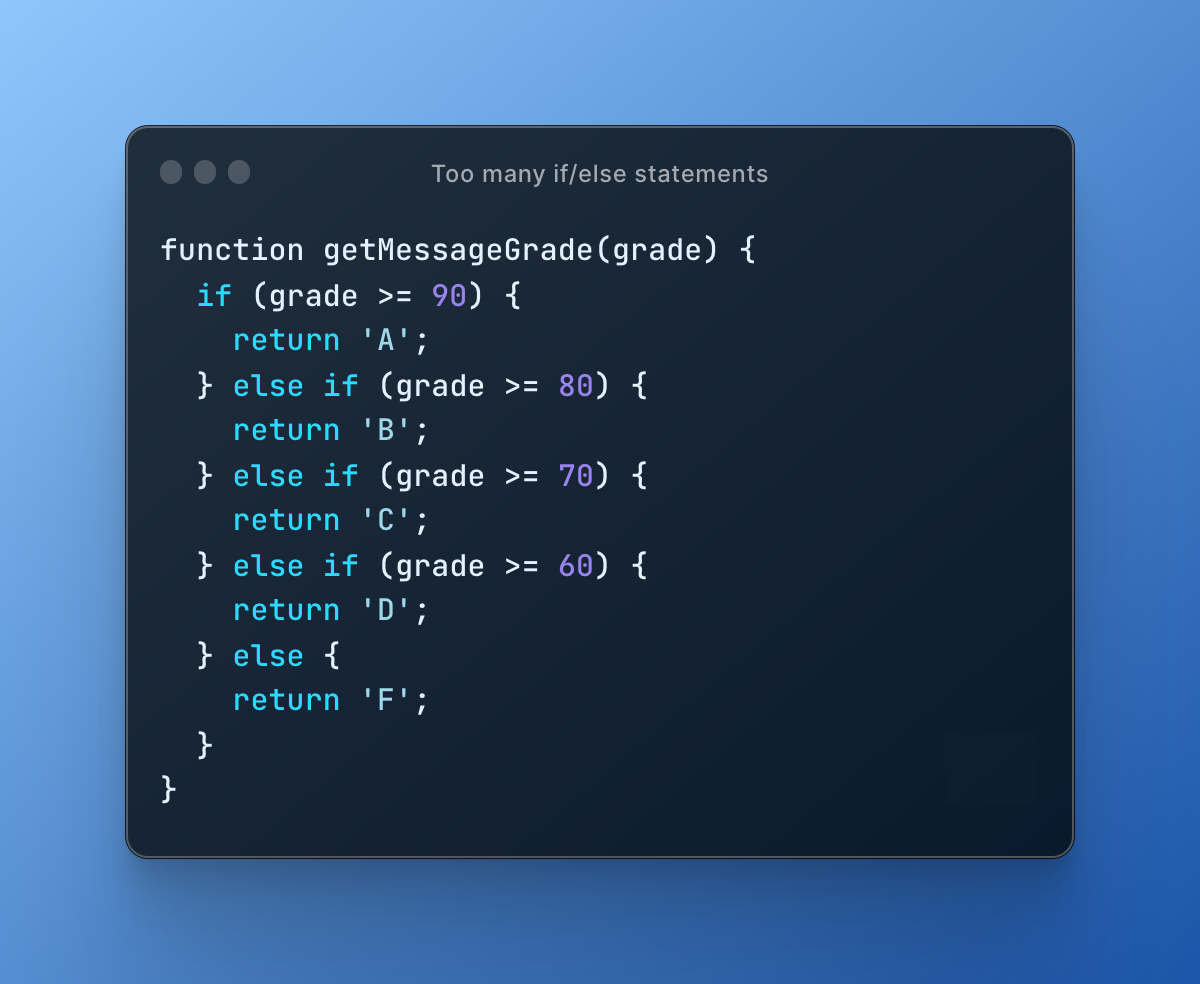 Too many if/else statements
function getMessageGrade(grade) {
  if (grade >= 90) {
    return 'A';
  } else if (grade >= 80) {
    return 'B';
  } else if (grade >= 70) {
    return 'C';
  } else if (grade >= 60) {
    return 'D';
  } else {
    return 'F';
  }
}